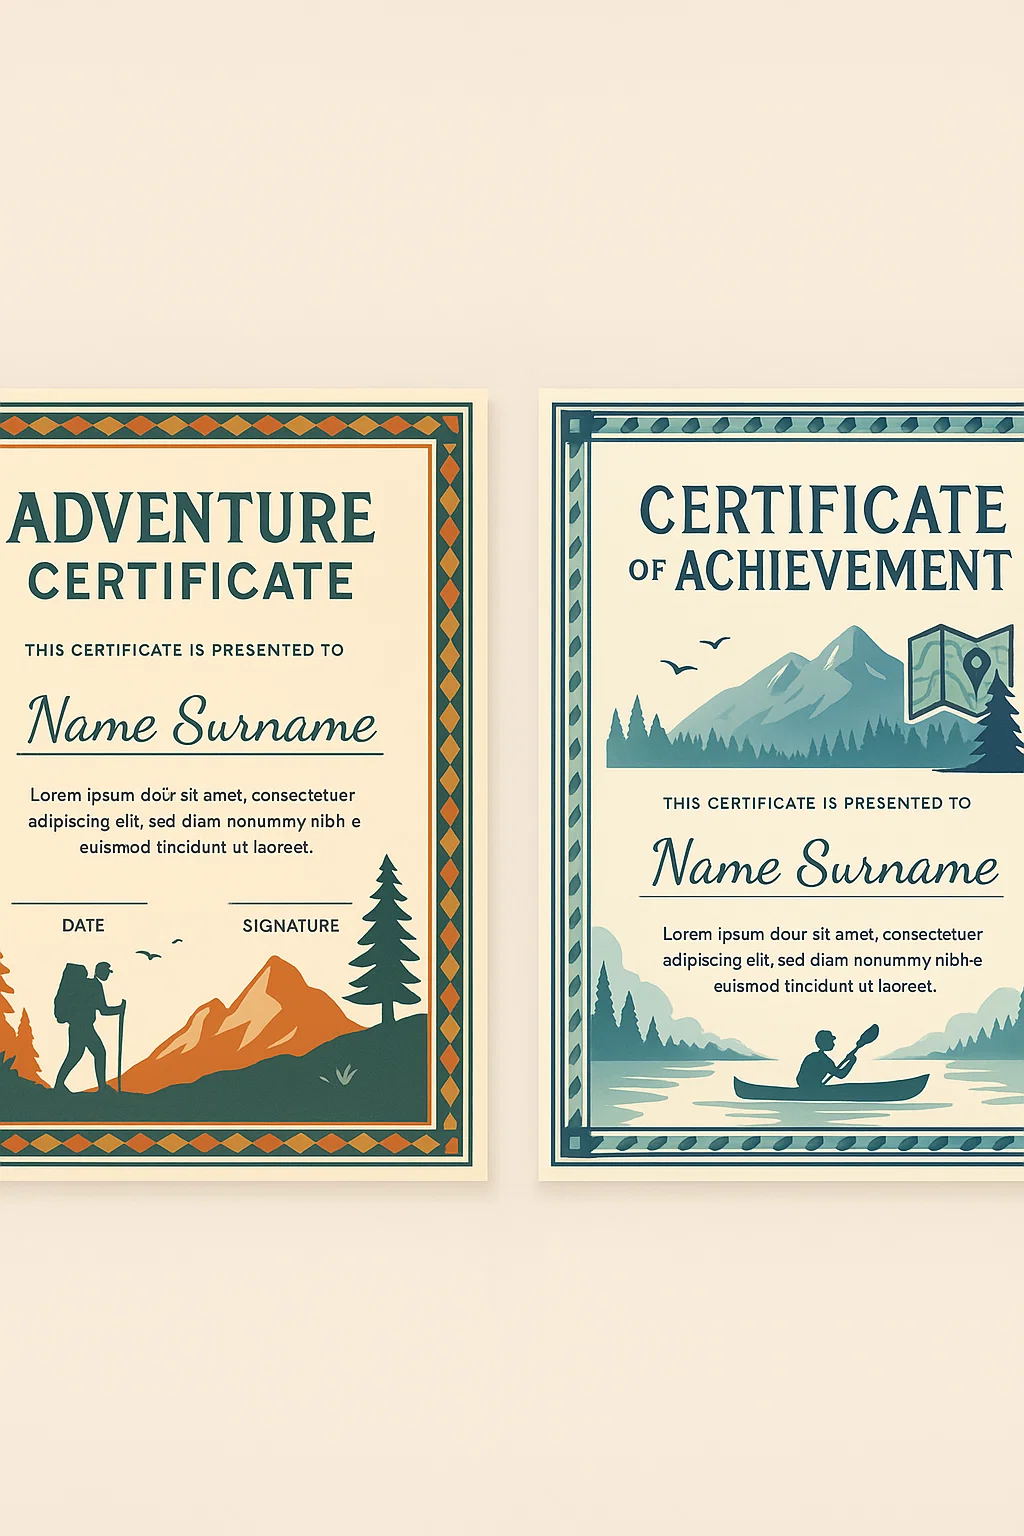 ADVENTURE
CERTIFICATE
THIS CERTIFICATE IS PRESENTED TO
Name Surname
Lorem ipsum doür sit amet, consectetuer
adipiscing elit, sed diam nonummy nibh e
euismod tincidunt ut laoreet.
DATE
SIGNATURE
CERTIFICATE
OF ACHIEVEMENT
THIS CERTIFICATE IS PRESENTED TO
Name Surname
Lorem ipsum dour sit amet, consectetuer
adipiscing elit, sed diam nonummy nibh-e
euismod tincidunt ut laoreet.